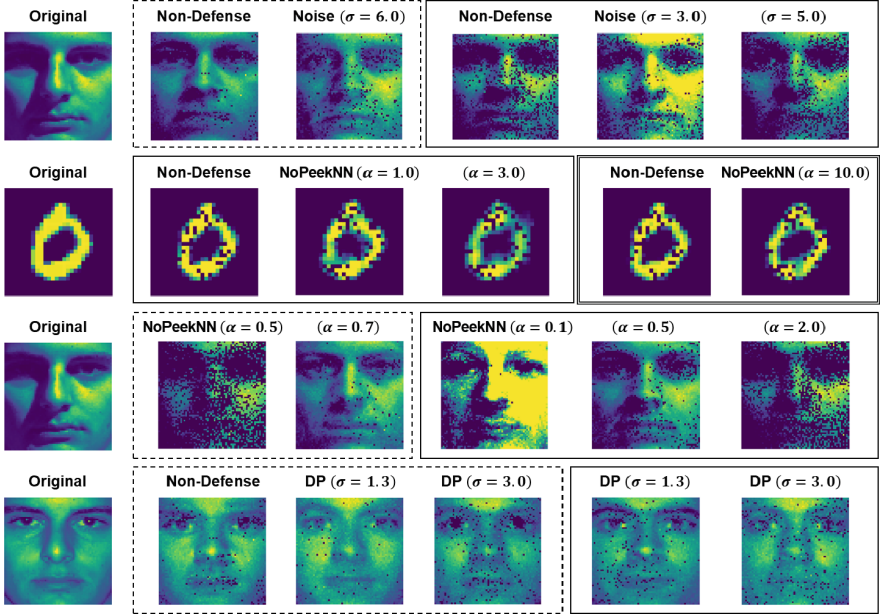 Original Non-Defense Noise (σ = 6.0) Non-Defense Noise (σ = 3.0) (σ = 5.0)
Original Non-Defense NoPeekNN (α = 1.0) (α = 3.0) Non-Defense NoPeekNN (α = 10.0)
Original NoPeekNN (α = 0.5) (α = 0.7) NoPeekNN (α = 0.1) (α = 0.5) (α = 2.0)
Original Non-Defense DP (σ = 1.3) DP (σ = 3.0) DP (σ = 1.3) DP (σ = 3.0)